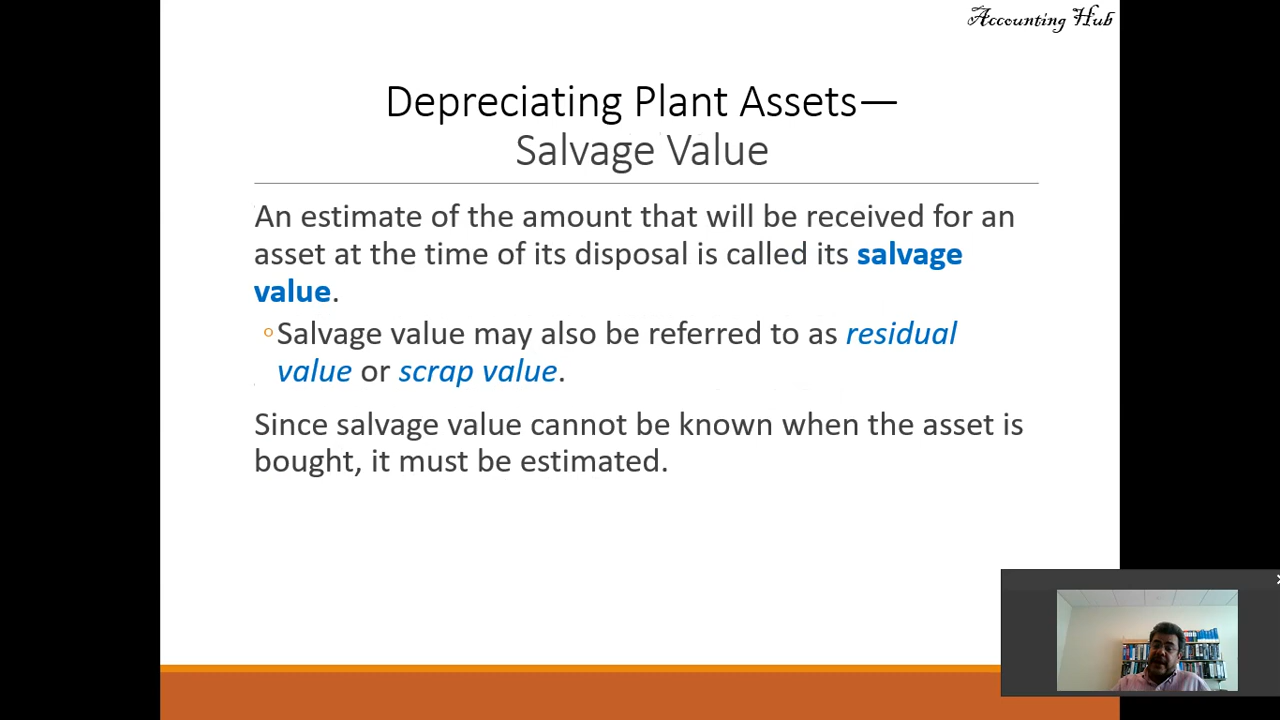 Accounting Hub
Depreciating Plant Assets—
Salvage Value
An estimate of the amount that will be received for an
asset at the time of its disposal is called its salvage
value.
Salvage value may also be referred to as residual
value or scrap value.
Since salvage value cannot be known when the asset is
bought, it must be estimated.